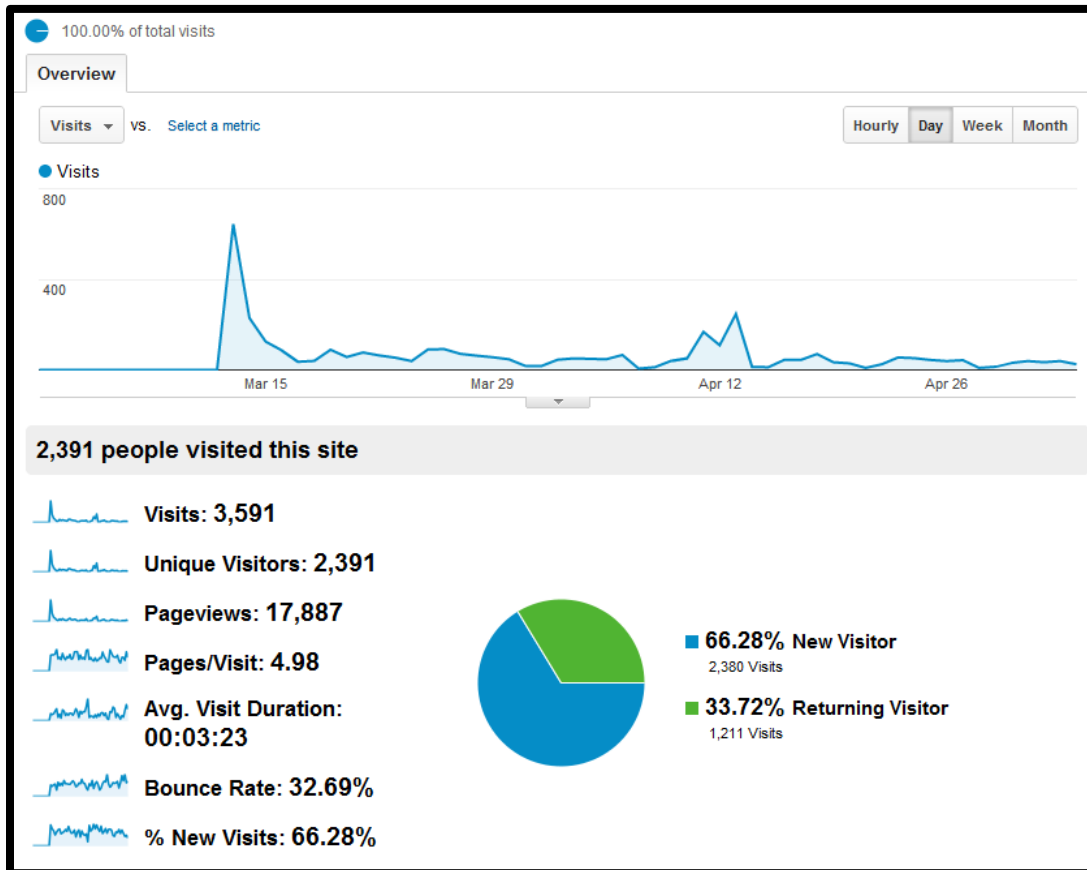 100.00% of total visits
Overview
Visits vs. Select a metric Hourly Day Week Month
Visits
800
400
Mar 15 Mar 29 Apr 12 Apr 26
2,391 people visited this site
Visits: 3,591
Unique Visitors: 2,391
Pageviews: 17,887
Pages/Visit: 4.98
Avg. Visit Duration:
00:03:23
Bounce Rate: 32.69%
% New Visits: 66.28%
66.28% New Visitor
2,380 Visits
33.72% Returning Visitor
1,211 Visits